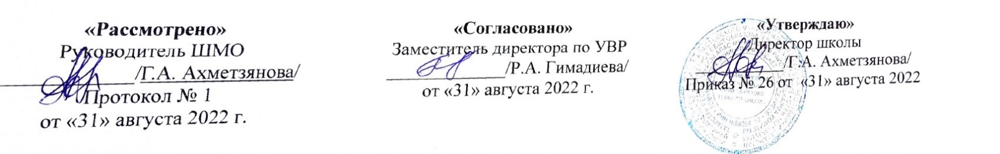 «Рассмотрено»
Руководитель ШМО
/Г.А. Ахметзянова/
Протокол № 1
от «31» августа 2022 г.
«Согласовано»
Заместитель директора по УВР
/Р.А. Гимадиева/
от «31» августа 2022 г.
«Утверждаю»
Директор школы
/Г.А. Ахметзянова/
Приказ № 26 от «31» августа 2022